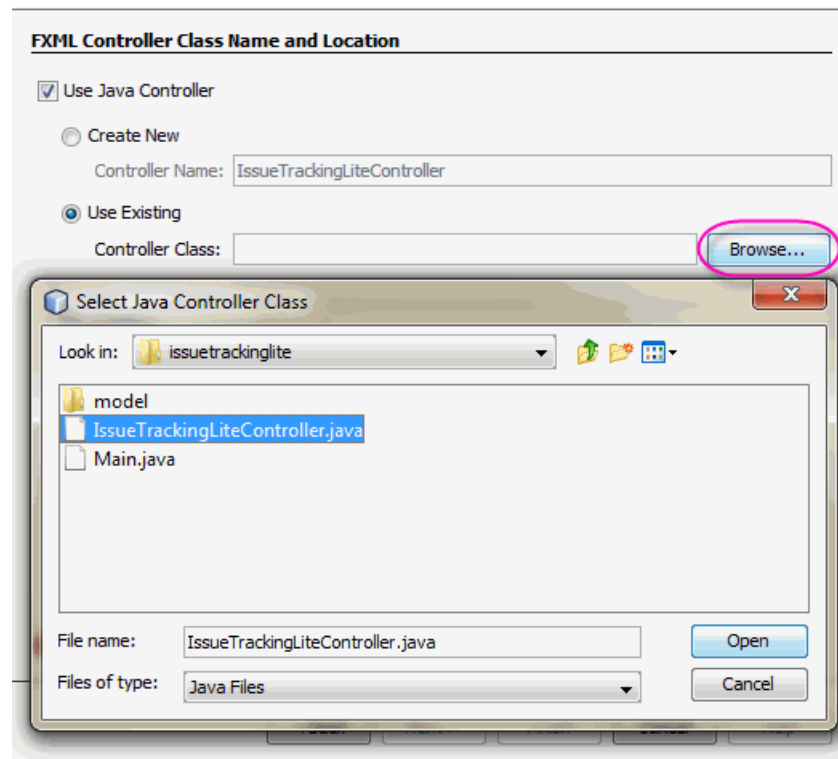 FXML Controller Class Name and Location
Use Java Controller
Create New
Controller Name: IssueTrackingLiteController
Use Existing
Controller Class: Browse...
Select Java Controller Class
Look in: issuetrackinglite
model
IssueTrackingLiteController.java
Main.java
File name: IssueTrackingLiteController.java Open
Files of type: Java Files Cancel